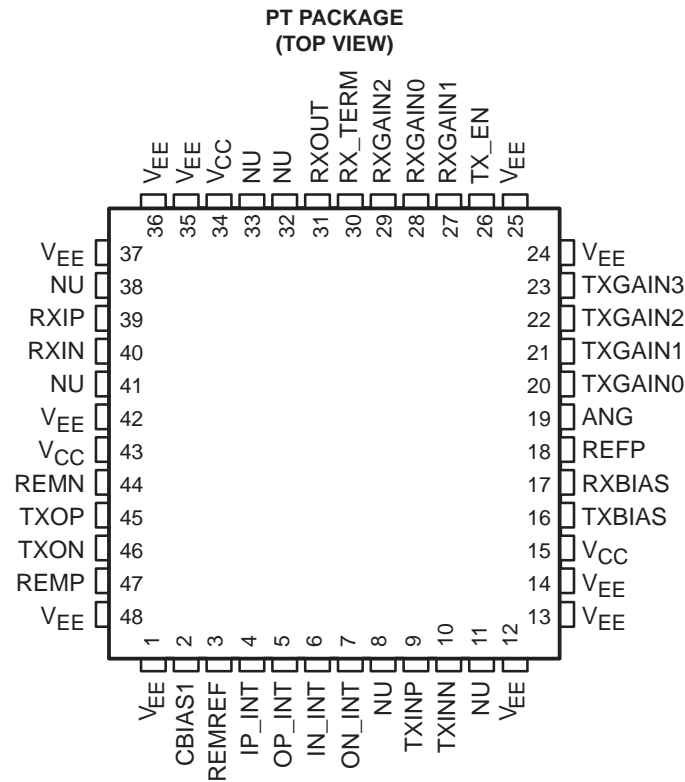 PT PACKAGE
(TOP VIEW)
VEE
VEE
VCC
NU
NU
RXOUT
RX_TERM
RXGAIN2
RXGAIN0
RXGAIN1
TX_EN
VEE
36
35
34
33
32
31
30
29
28
27
26
25
VEE 37
NU 38
RXIP 39
RXIN 40
NU 41
VEE 42
VCC 43
REMN 44
TXOP 45
TXON 46
REMP 47
VEE 48
24 VEE
23 TXGAIN3
22 TXGAIN2
21 TXGAIN1
20 TXGAIN0
19 ANG
18 REFP
17 RXBIAS
16 TXBIAS
15 VCC
14 VEE
13 VEE
1
2
3
4
5
6
7
8
9
10
11
12
VEE
CBIAS1
REMREF
IP_INT
OP_INT
IN_INT
ON_INT
NU
TXINP
TXINN
NU
VEE